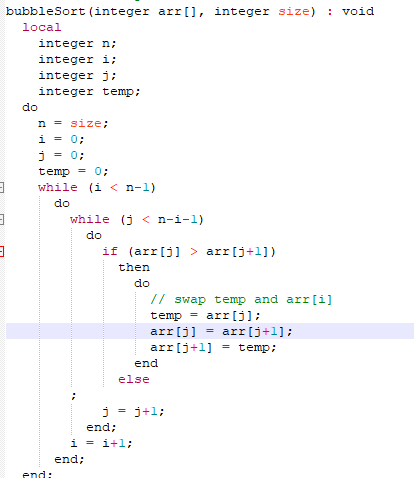 bubbleSort(integer arr[], integer size) : void
local
integer n;
integer i;
integer j;
integer temp;
do
n = size;
i = 0;
j = 0;
temp = 0;
while (i < n-1)
do
while (j < n-i-1)
do
if (arr[j] > arr[j+1])
then
do
// swap temp and arr[i]
temp = arr[j];
arr[j] = arr[j+1];
arr[j+1] = temp;
end
else
;
j = j+1;
end;
i = i+1;
end;
end;